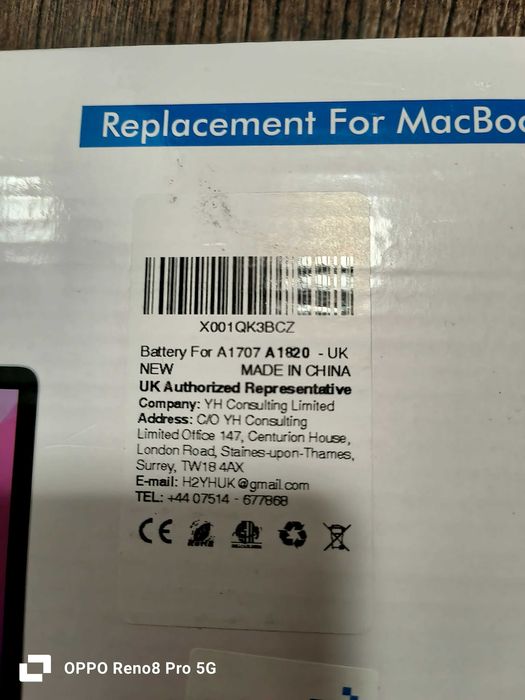 Replacement For MacBoo
X001QK3BCZ
Battery For A1707 A1820 - UK
NEW MADE IN CHINA
UK Authorized Representative
Company: YH Consulting Limited
Address: C/O YH Consulting
Limited Office 147, Centurion House,
London Road, Staines-upon-Thames,
Surrey, TW18 4AX
E-mail: H2YHUK@gmail.com
TEL: +44 07514 - 677868
CE
OPPO Reno8 Pro 5G